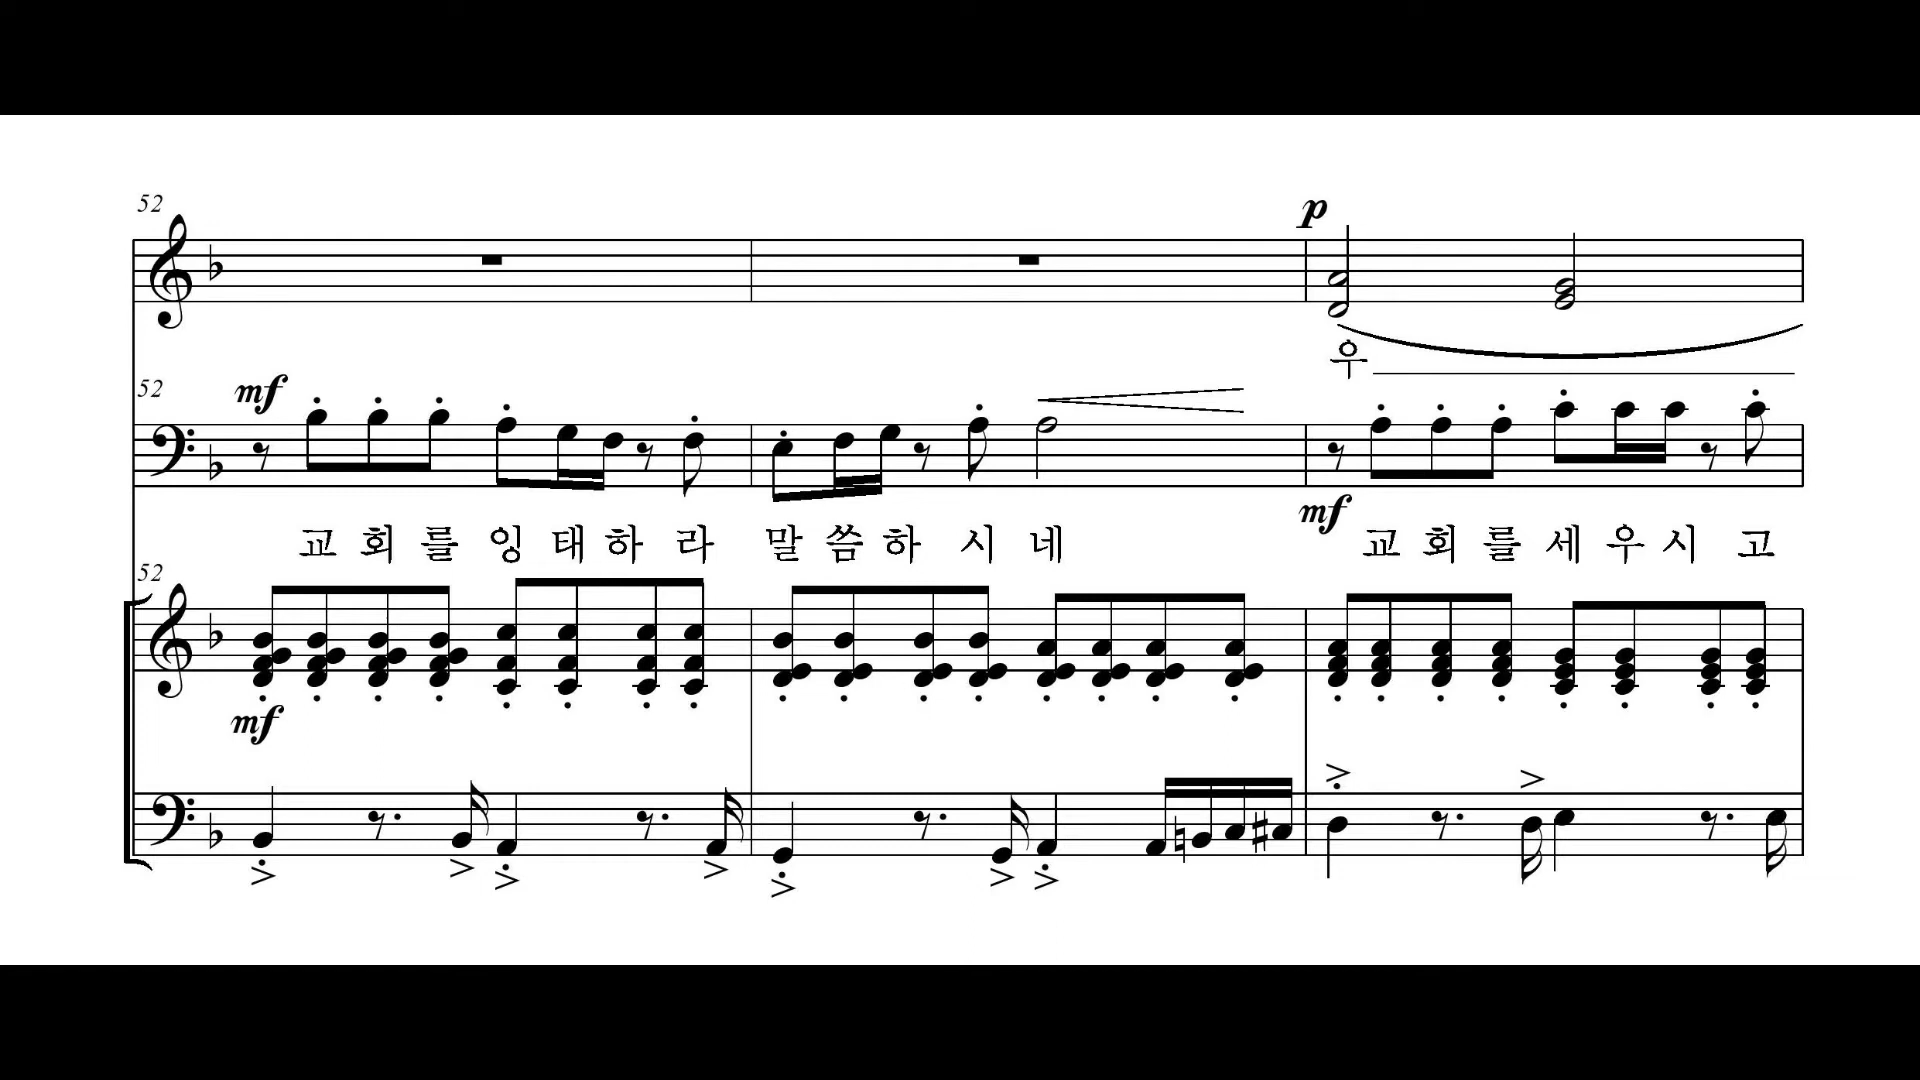 52
p
우
52
mf
mf
교 회 를 잉 태 하 라 말 씀 하 시 네 교 회 를 세 우 시 고
52
mf